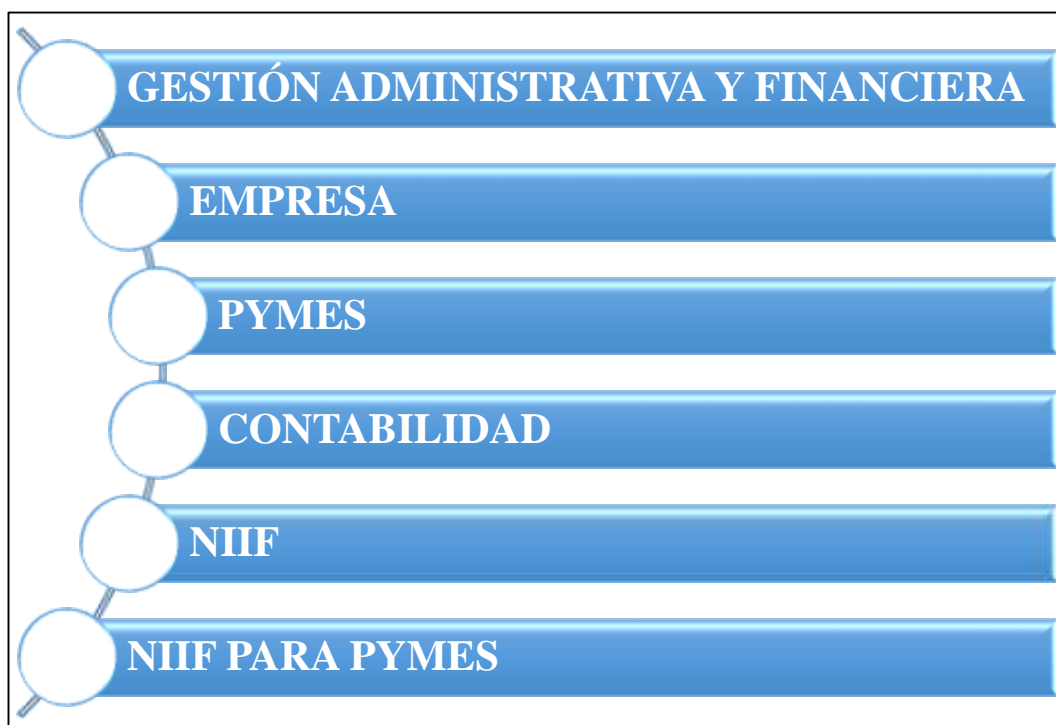 GESTIÓN ADMINISTRATIVA Y FINANCIERA
EMPRESA
PYMES
CONTABILIDAD
NIIF
NIIF PARA PYMES